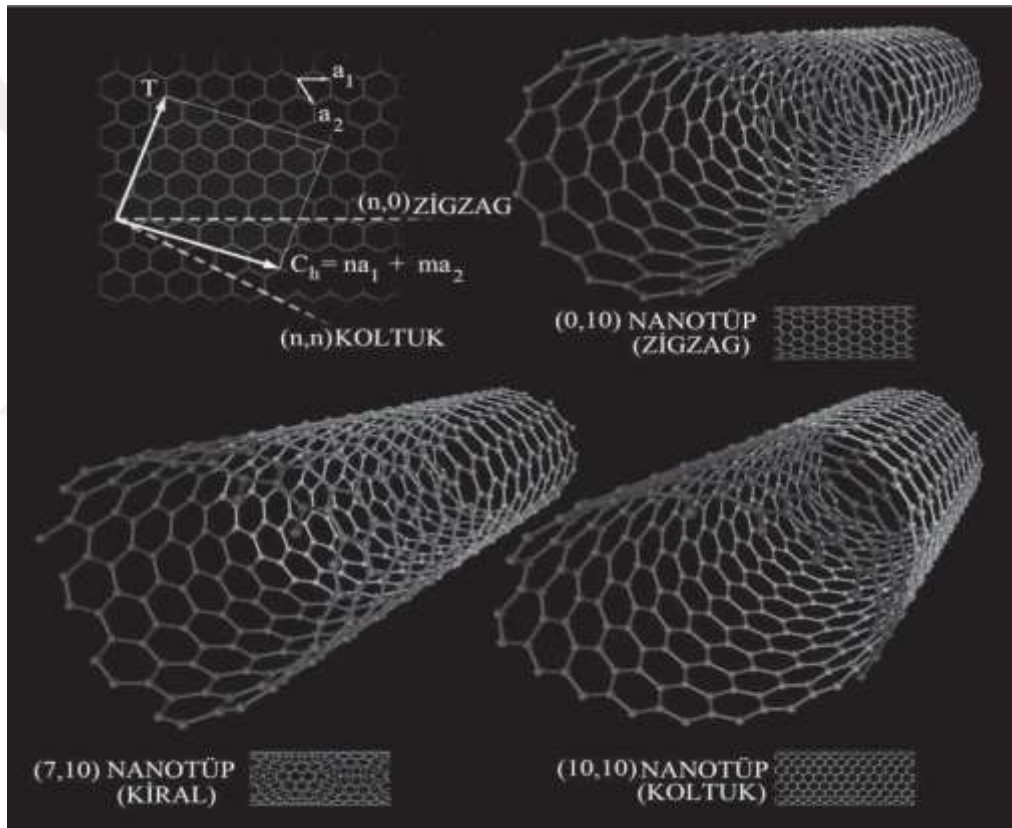 T
a1
a2
(n,0) ZİGZAG
Ch= na1 + ma2
(n,n)KOLTUK
(0,10) NANOTÜP
(ZİGZAG)
(7,10) NANOTÜP
(KİRAL)
(10,10) NANOTÜP
(KOLTUK)